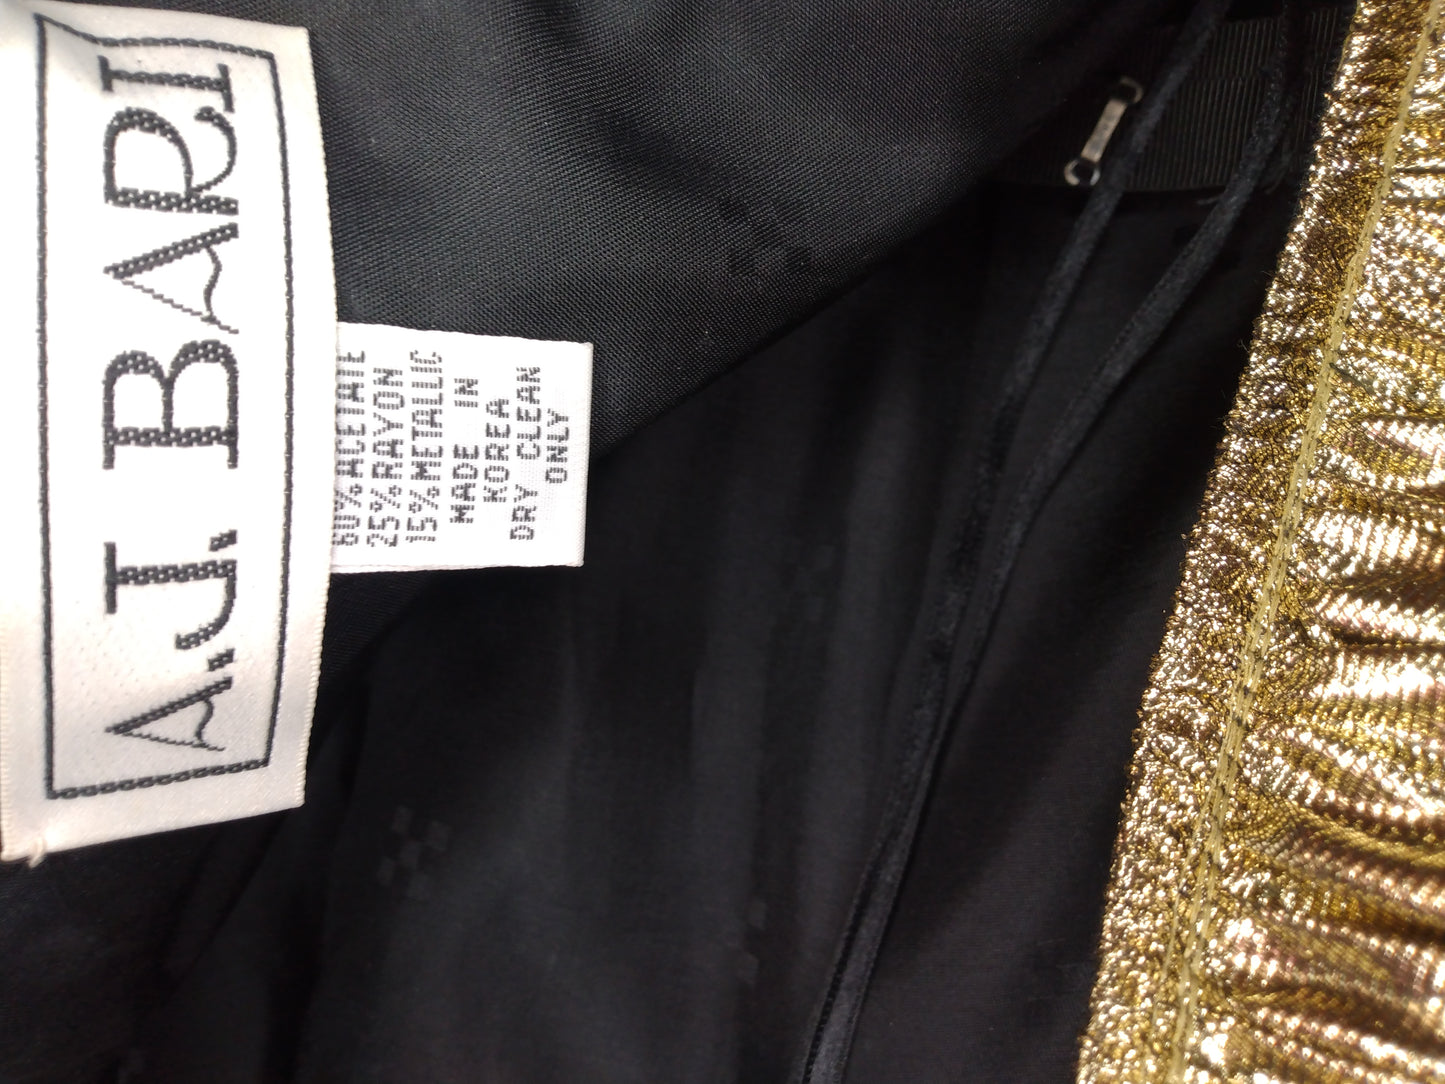 A.J. BARI
60% ACETATE
25% RAYON
15% METALLIC
MADE IN
KOREA
DRY CLEAN
ONLY